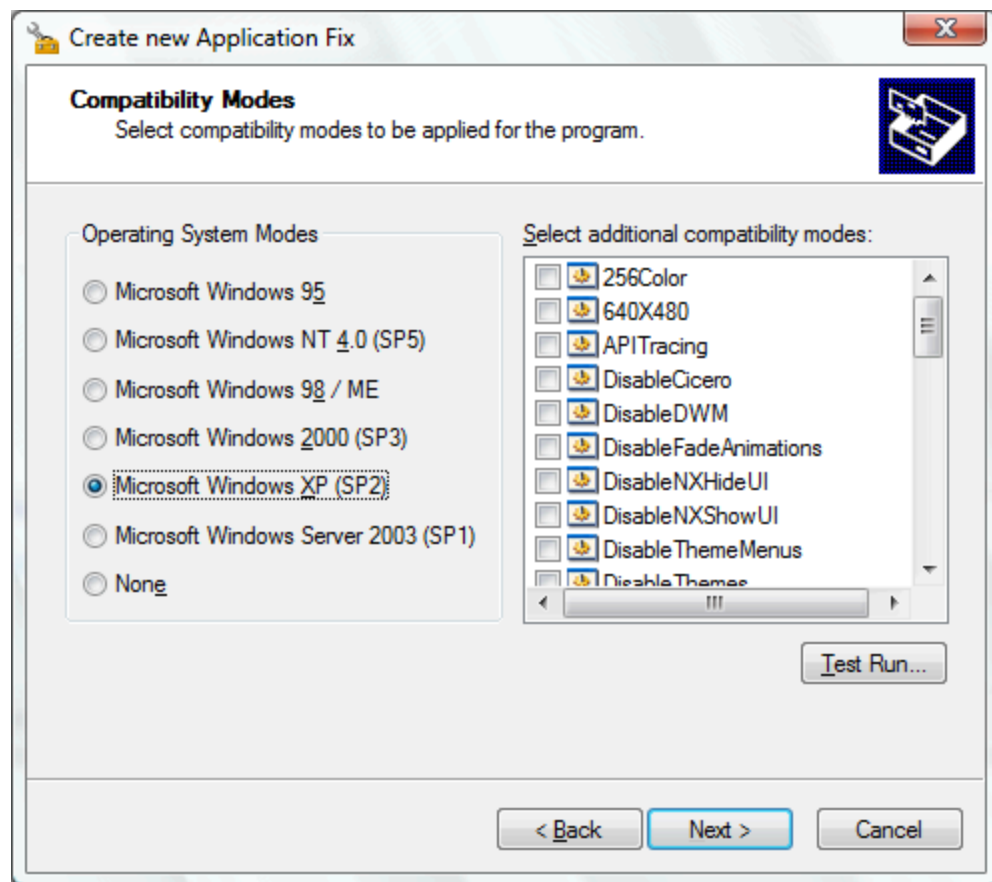 Create new Application Fix
Compatibility Modes
Select compatibility modes to be applied for the program.
Operating System Modes
Microsoft Windows 95
Microsoft Windows NT 4.0 (SP5)
Microsoft Windows 98 / ME
Microsoft Windows 2000 (SP3)
Microsoft Windows XP (SP2)
Microsoft Windows Server 2003 (SP1)
None
Select additional compatibility modes:
256Color
640X480
APITracing
DisableCicero
DisableDWM
DisableFadeAnimations
DisableNXHideUI
DisableNXShowUI
DisableThemeMenus
DisableThemes
Test Run...
< Back
Next >
Cancel